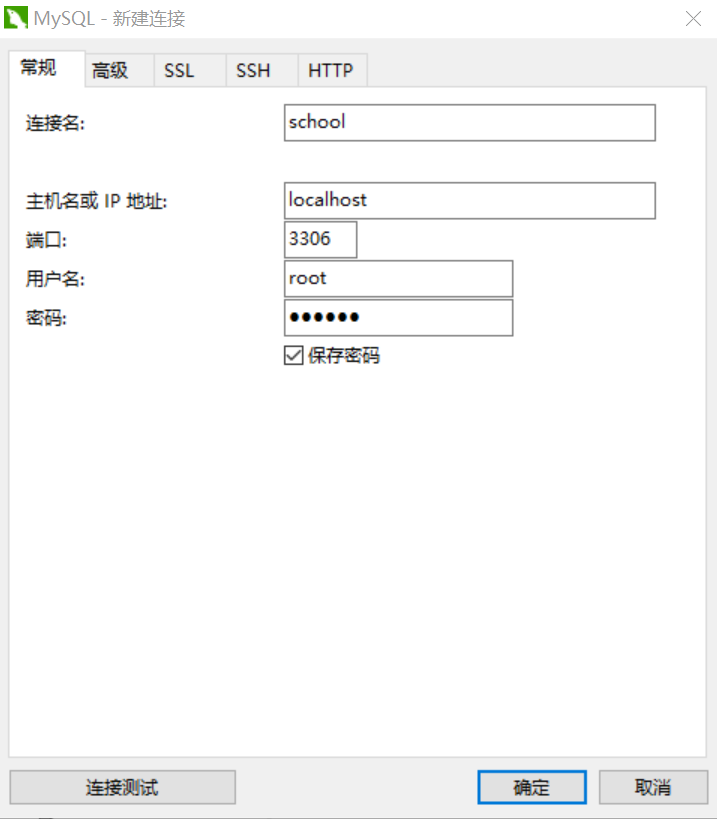 MySQL - 新建连接
常规 高级 SSL SSH HTTP
连接名: school
主机名或 IP 地址: localhost
端口: 3306
用户名: root
密码: ●●●●●●
保存密码
连接测试 确定 取消